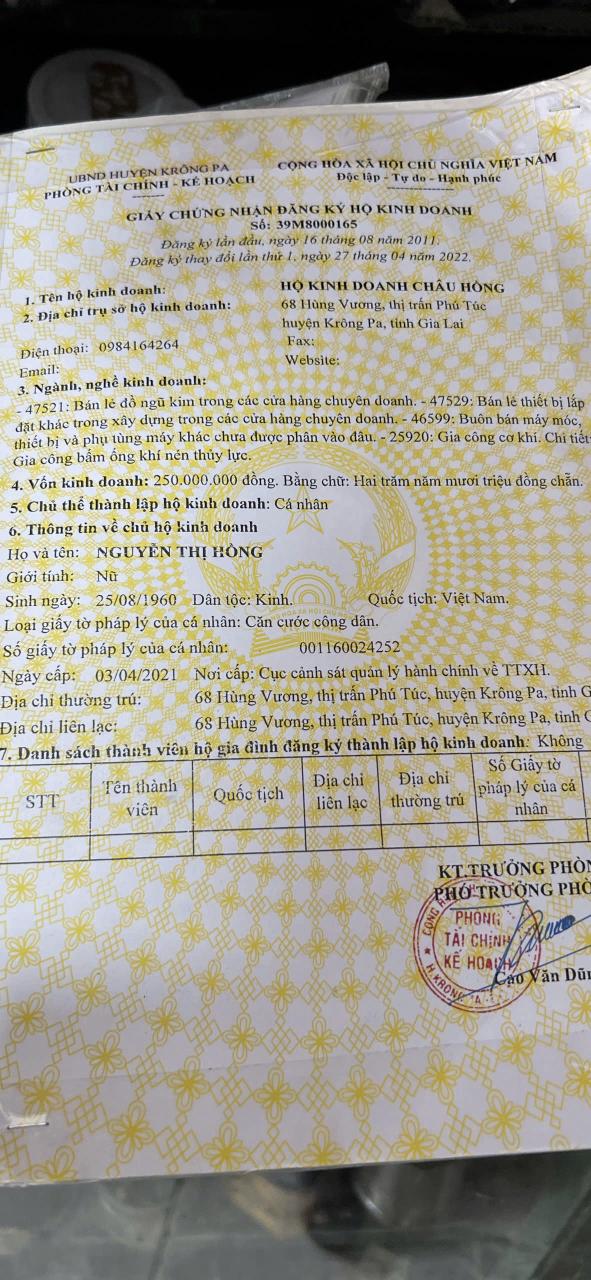 UBND HUYỆN KRÔNG PA
PHÒNG TÀI CHÍNH - KẾ HOẠCH
CỘNG HÒA XÃ HỘI CHỦ NGHĨA VIỆT NAM
Độc lập - Tự do - Hạnh phúc
GIẤY CHỨNG NHẬN ĐĂNG KÝ HỘ KINH DOANH
Số: 39M8000165
Đăng ký lần đầu, ngày 16 tháng 08 năm 2011.
Đăng ký thay đổi lần thứ 1, ngày 27 tháng 04 năm 2022.
1. Tên hộ kinh doanh: HỘ KINH DOANH CHÂU HỒNG
2. Địa chỉ trụ sở hộ kinh doanh: 68 Hùng Vương, thị trấn Phú Túc
huyện Krông Pa, tỉnh Gia Lai
Điện thoại: 0984164264 Fax:
Email: Website:
3. Ngành, nghề kinh doanh:
- 47521: Bán lẻ đồ ngũ kim trong các cửa hàng chuyên doanh. - 47529: Bán lẻ thiết bị lắp
đặt khác trong xây dựng trong các cửa hàng chuyên doanh. - 46599: Buôn bán máy móc,
thiết bị và phụ tùng máy khác chưa được phân vào đâu. - 25920: Gia công cơ khí. Chi tiết:
Gia công bấm ống khí nén thủy lực.
4. Vốn kinh doanh: 250.000.000 đồng. Bằng chữ: Hai trăm năm mươi triệu đồng chẵn.
5. Chủ thể thành lập hộ kinh doanh: Cá nhân
6. Thông tin về chủ hộ kinh doanh
Họ và tên: NGUYỄN THỊ HỒNG
Giới tính: Nữ
Sinh ngày: 25/08/1960 Dân tộc: Kinh. Quốc tịch: Việt Nam.
Loại giấy tờ pháp lý của cá nhân: Căn cước công dân.
Số giấy tờ pháp lý của cá nhân: 001160024252
Ngày cấp: 03/04/2021 Nơi cấp: Cục cảnh sát quản lý hành chính về TTXH.
Địa chỉ thường trú: 68 Hùng Vương, thị trấn Phú Túc, huyện Krông Pa, tỉnh G
Địa chỉ liên lạc: 68 Hùng Vương, thị trấn Phú Túc, huyện Krông Pa, tỉnh G
7. Danh sách thành viên hộ gia đình đăng ký thành lập hộ kinh doanh: Không
STT
Tên thành
viên
Quốc tịch
Địa chỉ
liên lạc
Địa chỉ
thường trú
Số Giấy tờ
pháp lý của cá
nhân
KT.TRƯỞNG PHÒN
PHÓ TRƯỞNG PHÒ
PHÒNG
TÀI CHÍNH
KẾ HOẠCH
H.KRÔNG PA
Cao Văn Dũn